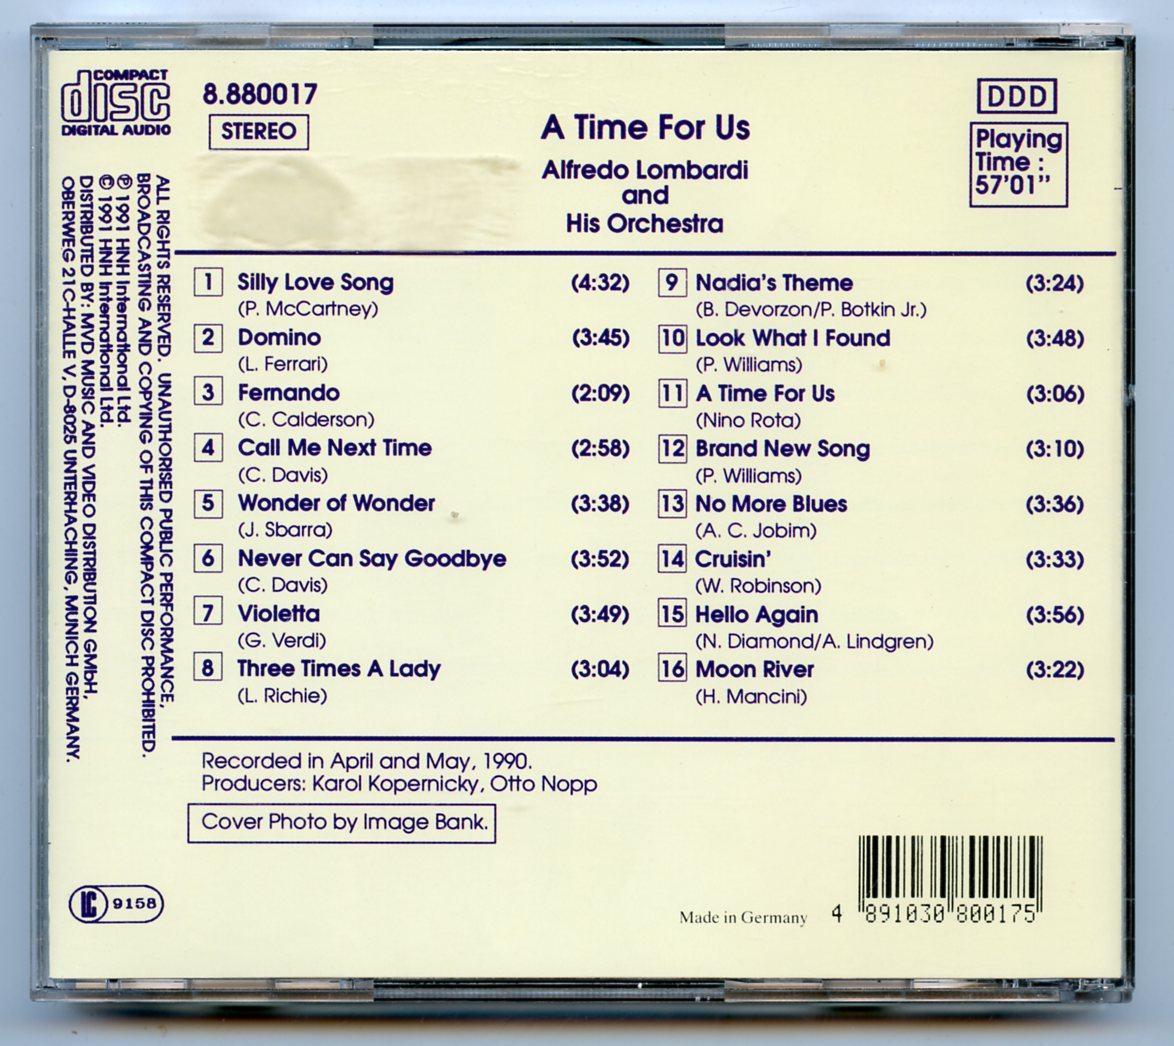 COMPACT
disc
DIGITAL AUDIO
8.880017
STEREO
A Time For Us
Alfredo Lombardi
and
His Orchestra
DDD
Playing
Time :
57'01"
ALL RIGHTS RESERVED. UNAUTHORISED PUBLIC PERFORMANCE,
BROADCASTING AND COPYING OF THIS COMPACT DISC PROHIBITED.
℗ 1991 HNH International Ltd.
© 1991 HNH International Ltd.
DISTRIBUTED BY: MVD MUSIC AND VIDEO DISTRIBUTION GMbH,
OBERWEG 21C-HALLE V, D-8025 UNTERHACHING, MUNICH GERMANY.
1 Silly Love Song (4:32)
(P. McCartney)
2 Domino (3:45)
(L. Ferrari)
3 Fernando (2:09)
(C. Calderson)
4 Call Me Next Time (2:58)
(C. Davis)
5 Wonder of Wonder (3:38)
(J. Sbarra)
6 Never Can Say Goodbye (3:52)
(C. Davis)
7 Violetta (3:49)
(G. Verdi)
8 Three Times A Lady (3:04)
(L. Richie)
9 Nadia's Theme (3:24)
(B. Devorzon/P. Botkin Jr.)
10 Look What I Found (3:48)
(P. Williams)
11 A Time For Us (3:06)
(Nino Rota)
12 Brand New Song (3:10)
(P. Williams)
13 No More Blues (3:36)
(A. C. Jobim)
14 Cruisin' (3:33)
(W. Robinson)
15 Hello Again (3:56)
(N. Diamond/A. Lindgren)
16 Moon River (3:22)
(H. Mancini)
Recorded in April and May, 1990.
Producers: Karol Kopernicky, Otto Nopp
Cover Photo by Image Bank.
LC 9158
Made in Germany
4 891030 800175